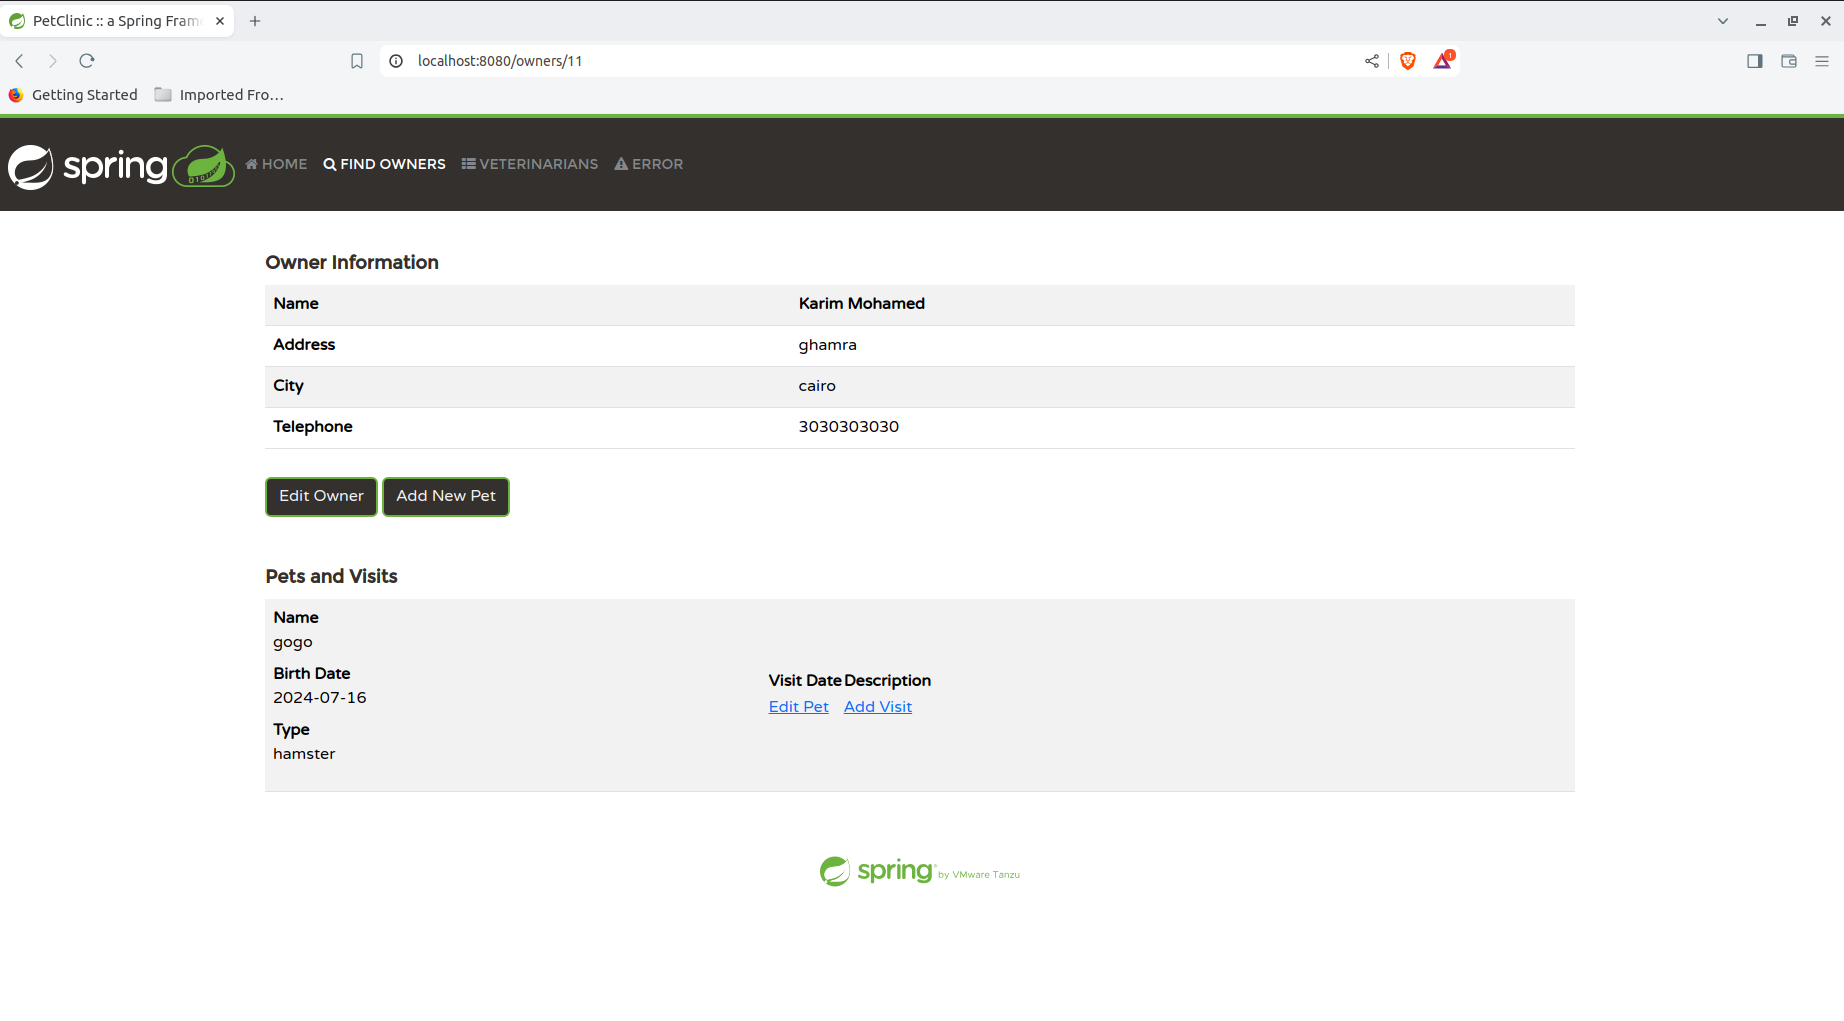 PetClinic :: a Spring Fram
localhost:8080/owners/11
1
Getting Started Imported Fro…
spring HOME FIND OWNERS VETERINARIANS ERROR
Owner Information
Name Karim Mohamed
Address ghamra
City cairo
Telephone 3030303030
Edit Owner Add New Pet
Pets and Visits
Name
gogo
Birth Date
2024-07-16
Type
hamster
Visit Date Description
Edit Pet Add Visit
spring by VMware Tanzu